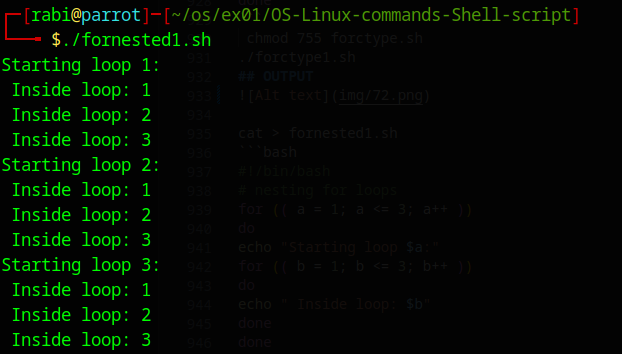 ┌─[rabi@parrot]─[~/os/ex01/OS-Linux-commands-Shell-script]
└──╼ $./fornested1.sh
Starting loop 1:
 Inside loop: 1
 Inside loop: 2
 Inside loop: 3
Starting loop 2:
 Inside loop: 1
 Inside loop: 2
 Inside loop: 3
Starting loop 3:
 Inside loop: 1
 Inside loop: 2
 Inside loop: 3
chmod 755 forctype.sh
./forctype1.sh
932 ## OUTPUT
933 ![Alt text](img/72.png)
934
935 cat > fornested1.sh
936 ```bash
937 #!/bin/bash
938 # nesting for loops
939 for (( a = 1; a <= 3; a++ ))
940 do
941 echo "Starting loop $a:"
942 for (( b = 1; b <= 3; b++ ))
943 do
944 echo " Inside loop: $b"
945 done
946 done